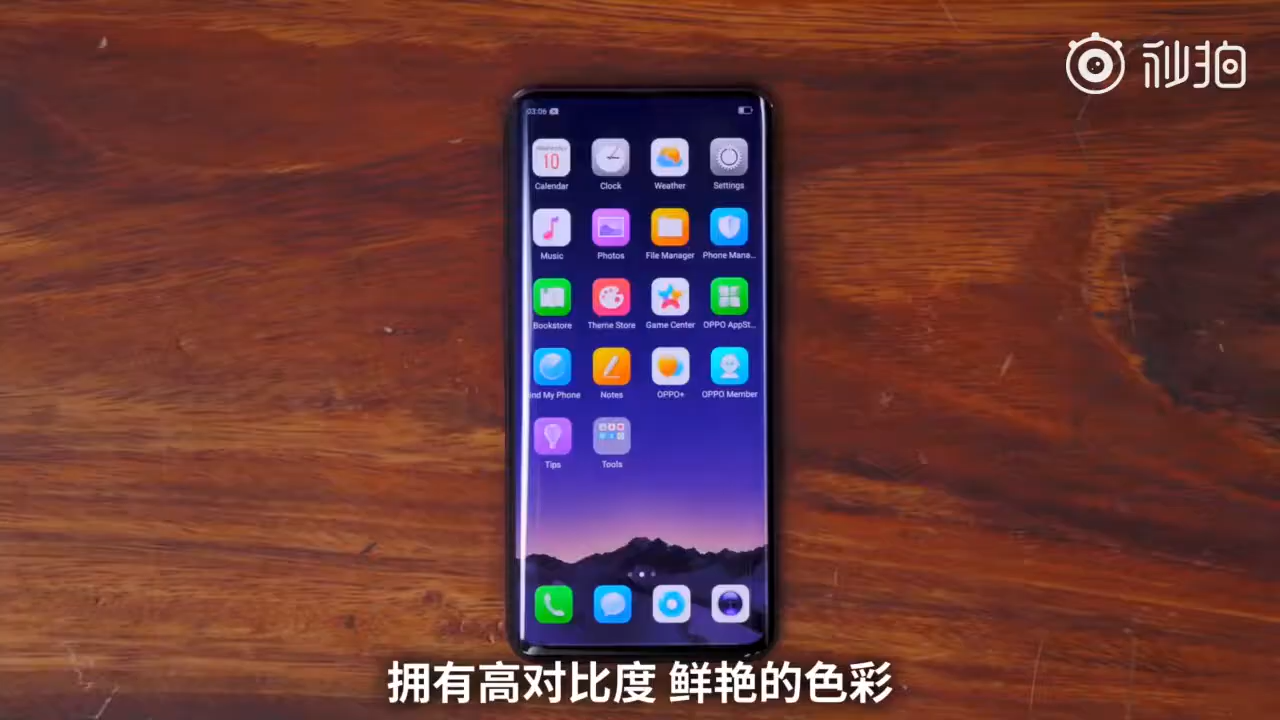 秒拍
03:06
Wednesday
10
Calendar Clock Weather Settings
Music Photos File Manager Phone Mana...
Bookstore Theme Store Game Center OPPO AppSt...
ind My Phone Notes OPPO+ OPPO Member
Tips Tools
拥有高对比度 鲜艳的色彩